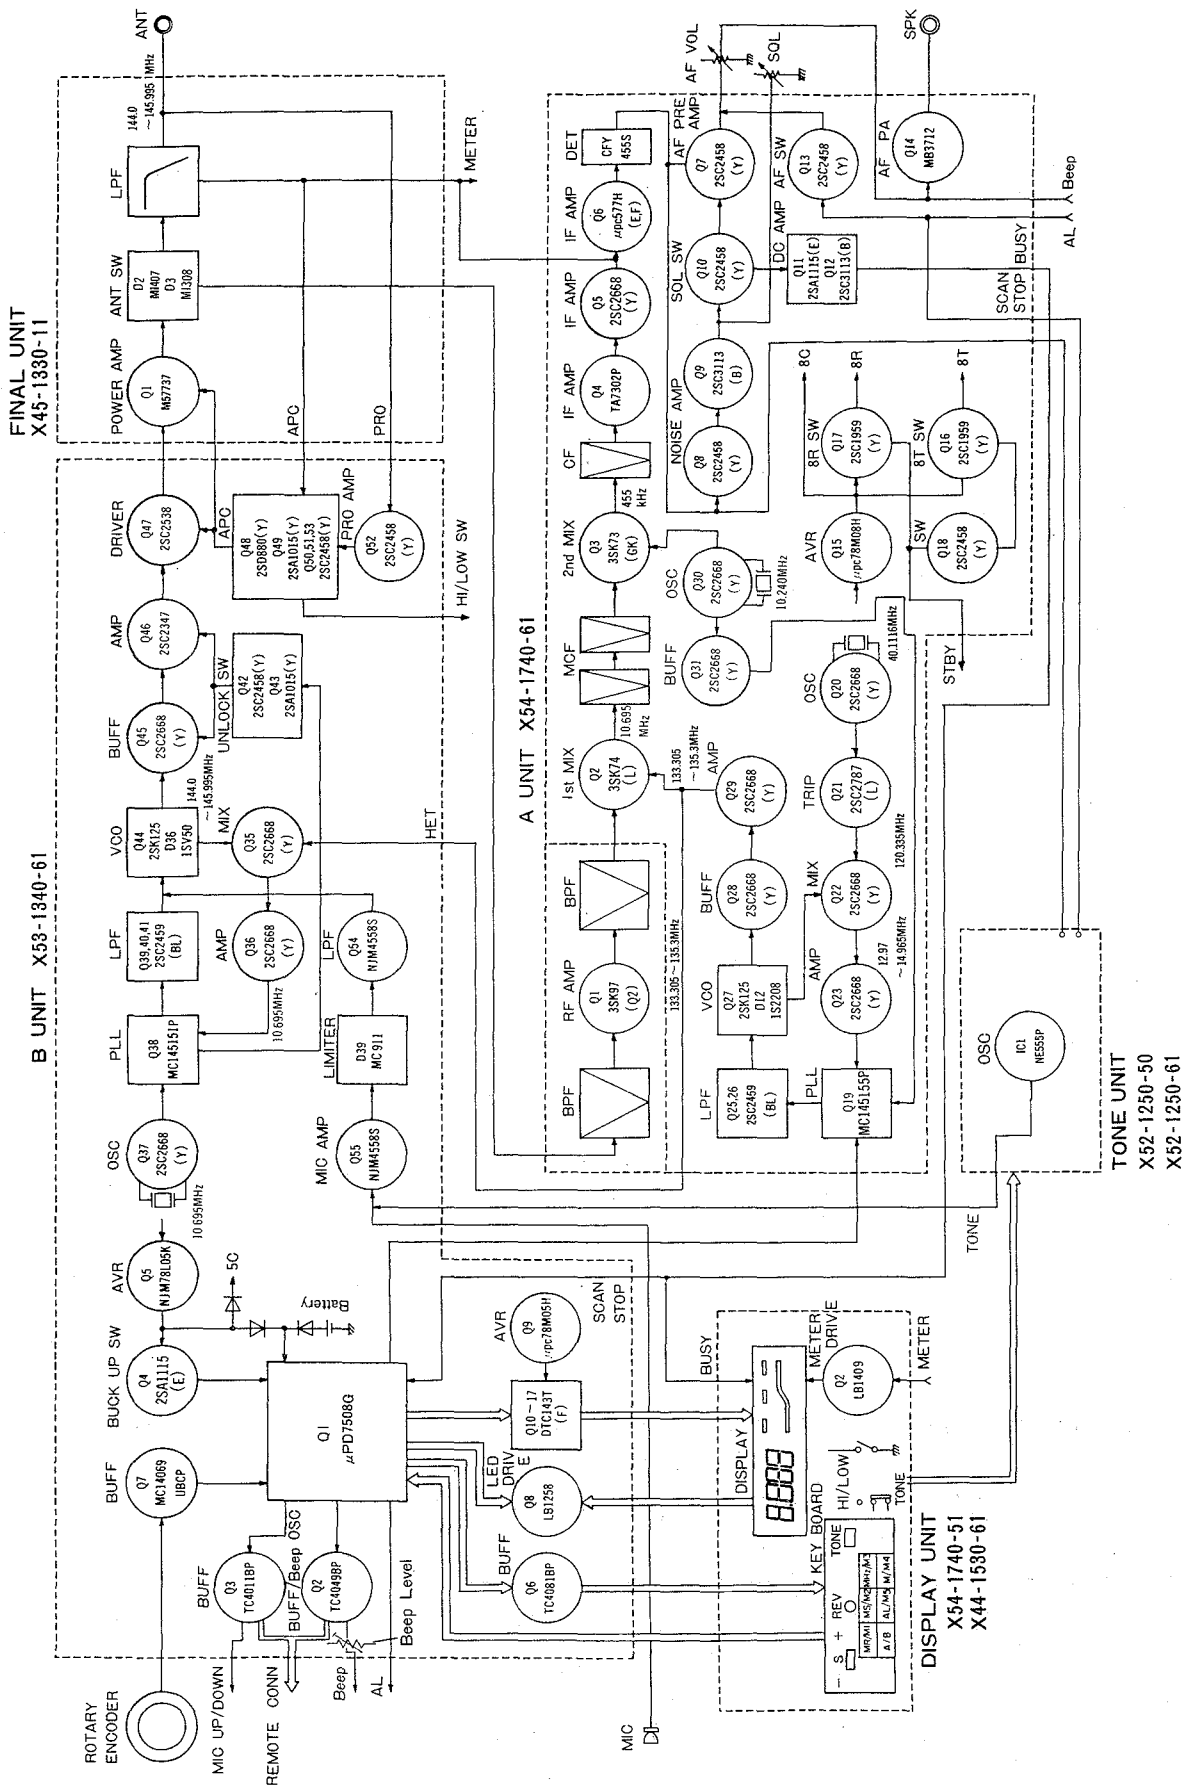 FINAL UNIT
X45-1330-11
ANT
144.0
~145.995 MHz
LPF
ANT SW
D2
MI407
D3
MI308
POWER AMP
Q1
M57737
METER
APC
PRO
B UNIT X53-1340-61
DRIVER
Q47
2SC2538
APC
Q48
2SD880(Y)
Q49
2SA1015(Y)
Q50,51,53
2SC2458(Y)
PRO AMP
Q52
2SC2458
(Y)
HI/LOW SW
AMP
Q46
2SC2347
UNLOCK SW
Q42
2SC2458(Y)
Q43
2SA1015(Y)
BUFF
Q45
2SC2668
(Y)
144.0
~145.995MHz
VCO
Q44
2SK125
D36
1SV50
MIX
Q35
2SC2668
(Y)
HET
LPF
Q39,40,41
2SC2459
(BL)
AMP
Q36
2SC2668
(Y)
LPF
Q54
NJM4558S
PLL
Q38
MC145151P
10.695MHz
LIMITER
D39
MC911
OSC
Q37
2SC2668
(Y)
10.695MHz
MIC AMP
Q55
NJM4558S
AVR
Q5
NJM78L05K
5C
Battery
BUCK UP SW
Q4
2SA1115
(E)
BUFF
Q7
MC14069
UBCP
Q1
μPD7508G
AVR
Q9
μpc78M05H
SCAN
STOP
Q10~17
DTC143T
(F)
LED
DRIVE
Q8
LB1258
BUFF
Q6
TC4081BP
BUFF
Q3
TC4011BP
BUFF/Beep OSC
Q2
TC4049BP
Beep Level
ROTARY
ENCODER
MIC UP/DOWN
REMOTE CONN
Beep
AL
MIC
A UNIT X54-1740-61
DET
CFY
455S
IF AMP
Q6
μpc577H
(E,F)
IF AMP
Q5
2SC2668
(Y)
IF AMP
Q4
TA7302P
CF
455
kHz
2nd MIX
Q3
3SK73
(GK)
MCF
10.695
MHz
1st MIX
Q2
3SK74
(L)
BPF
RF AMP
Q1
3SK97
(Q2)
BPF
AF VOL
SQL
SPK
AF PRE
AMP
Q7
2SC2458
(Y)
AF SW
Q13
2SC2458
(Y)
AF PA
Q14
MB3712
SQL SW
Q10
2SC2458
(Y)
DC AMP
Q11
2SA1115(E)
Q12
2SC3113(B)
NOISE AMP
Q9
2SC3113
(B)
Q8
2SC2458
(Y)
Beep
AL
BUSY
SCAN
STOP
8C
8R
8T
8R SW
Q17
2SC1959
(Y)
8T SW
Q16
2SC1959
(Y)
AVR
Q15
μpc78M08H
SW
Q18
2SC2458
(Y)
STBY
OSC
Q30
2SC2668
(Y)
10.240MHz
BUFF
Q31
2SC2668
(Y)
133.305
~135.3MHz
AMP
Q29
2SC2668
(Y)
BUFF
Q28
2SC2668
(Y)
133.305~135.3MHz
VCO
Q27
2SK125
D12
1S2208
LPF
Q25,26
2SC2459
(BL)
OSC
Q20
2SC2668
(Y)
40.1116MHz
TRIP
Q21
2SC2787
(L)
120.335MHz
MIX
Q22
2SC2668
(Y)
12.97
~14.965MHz
AMP
Q23
2SC2668
(Y)
PLL
Q19
MC145155P
OSC
IC1
NE555P
TONE UNIT
X52-1250-50
X52-1250-61
TONE
BUSY
DISPLAY
METER
DRIVE
Q2
LB1409
METER
8.888
HI/LOW
TONE
KEY BOARD
- S + REV TONE
MR/M1 MS/M2 MHz/M3
A/B AL/M5 M/M4
DISPLAY UNIT
X54-1740-51
X44-1530-61